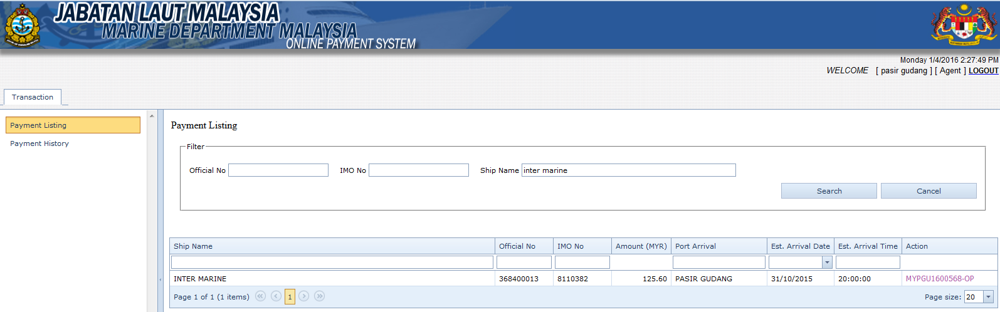 JABATAN LAUT MALAYSIA
MARINE DEPARTMENT MALAYSIA
ONLINE PAYMENT SYSTEM
Monday 1/4/2016 2:27:49 PM
WELCOME [ pasir gudang ] [ Agent ] LOGOUT
Transaction
Payment Listing
Payment History
Payment Listing
Filter
Official No IMO No Ship Name inter marine
Search Cancel
Ship Name Official No IMO No Amount (MYR) Port Arrival Est. Arrival Date Est. Arrival Time Action
INTER MARINE 368400013 8110382 125.60 PASIR GUDANG 31/10/2015 20:00:00 MYPGU1600568-OP
Page 1 of 1 (1 items) 1 Page size: 20